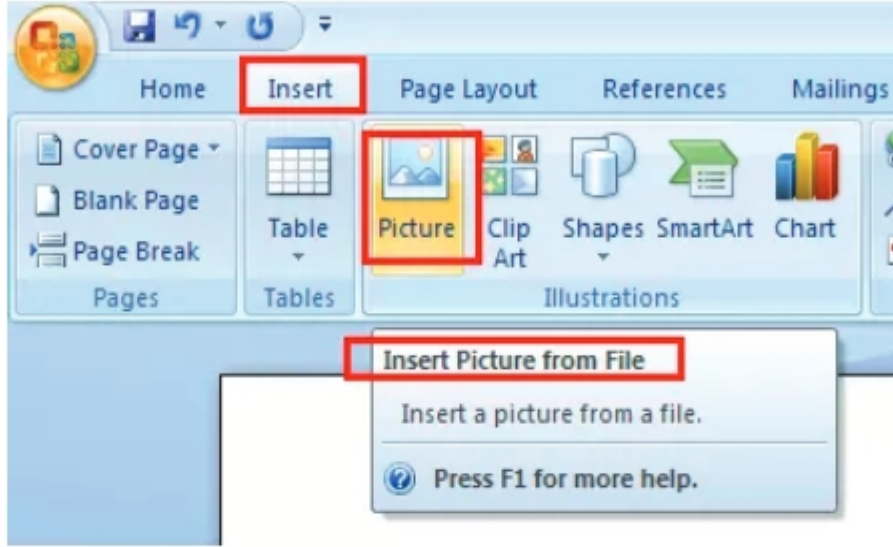 Home Insert Page Layout References Mailings
Cover Page
Blank Page
Page Break
Pages
Table
Tables
Picture
Clip
Art
Shapes
SmartArt
Chart
Illustrations
Insert Picture from File
Insert a picture from a file.
Press F1 for more help.